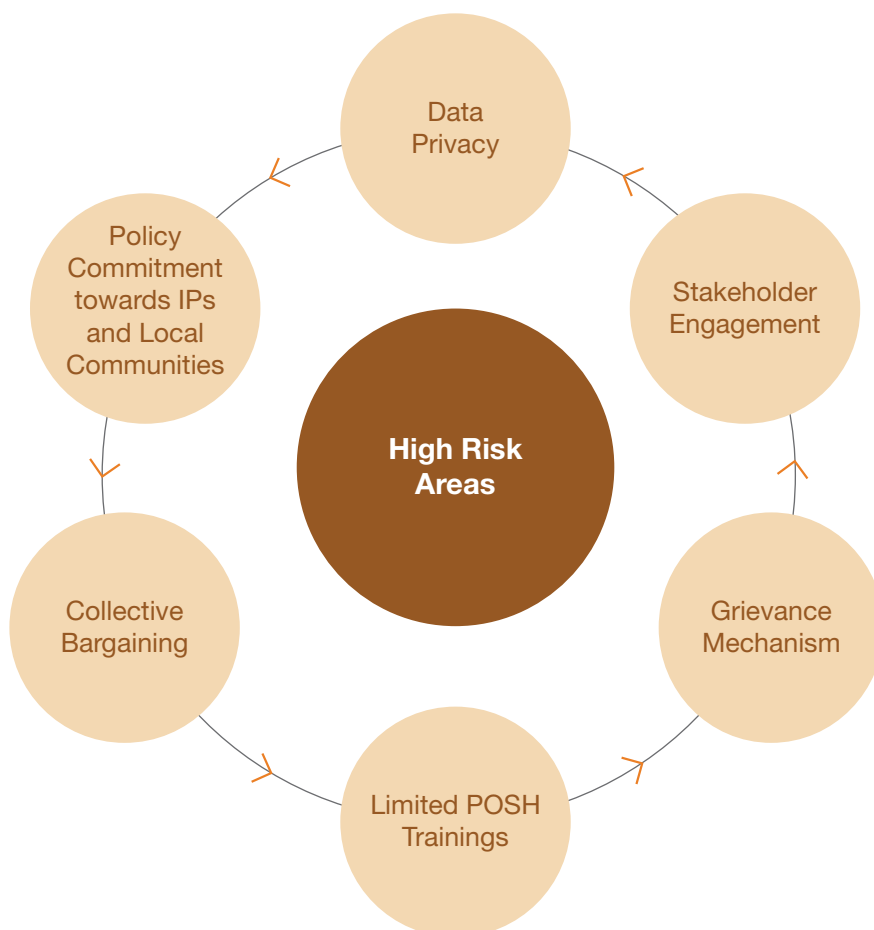 Data
Privacy
Policy
Commitment
towards IPs
and Local
Communities
Stakeholder
Engagement
High Risk
Areas
Collective
Bargaining
Grievance
Mechanism
Limited POSH
Trainings